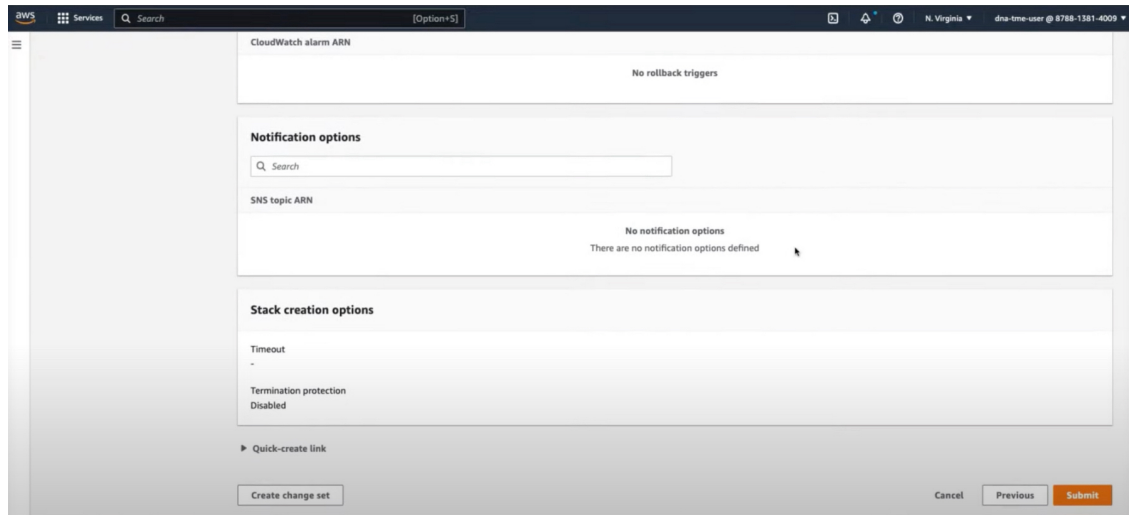 aws Services Search [Option+S] N. Virginia dna-tme-user @ 8788-1381-4009
CloudWatch alarm ARN
No rollback triggers
Notification options
Search
SNS topic ARN
No notification options
There are no notification options defined
Stack creation options
Timeout
-
Termination protection
Disabled
Quick-create link
Create change set Cancel Previous Submit